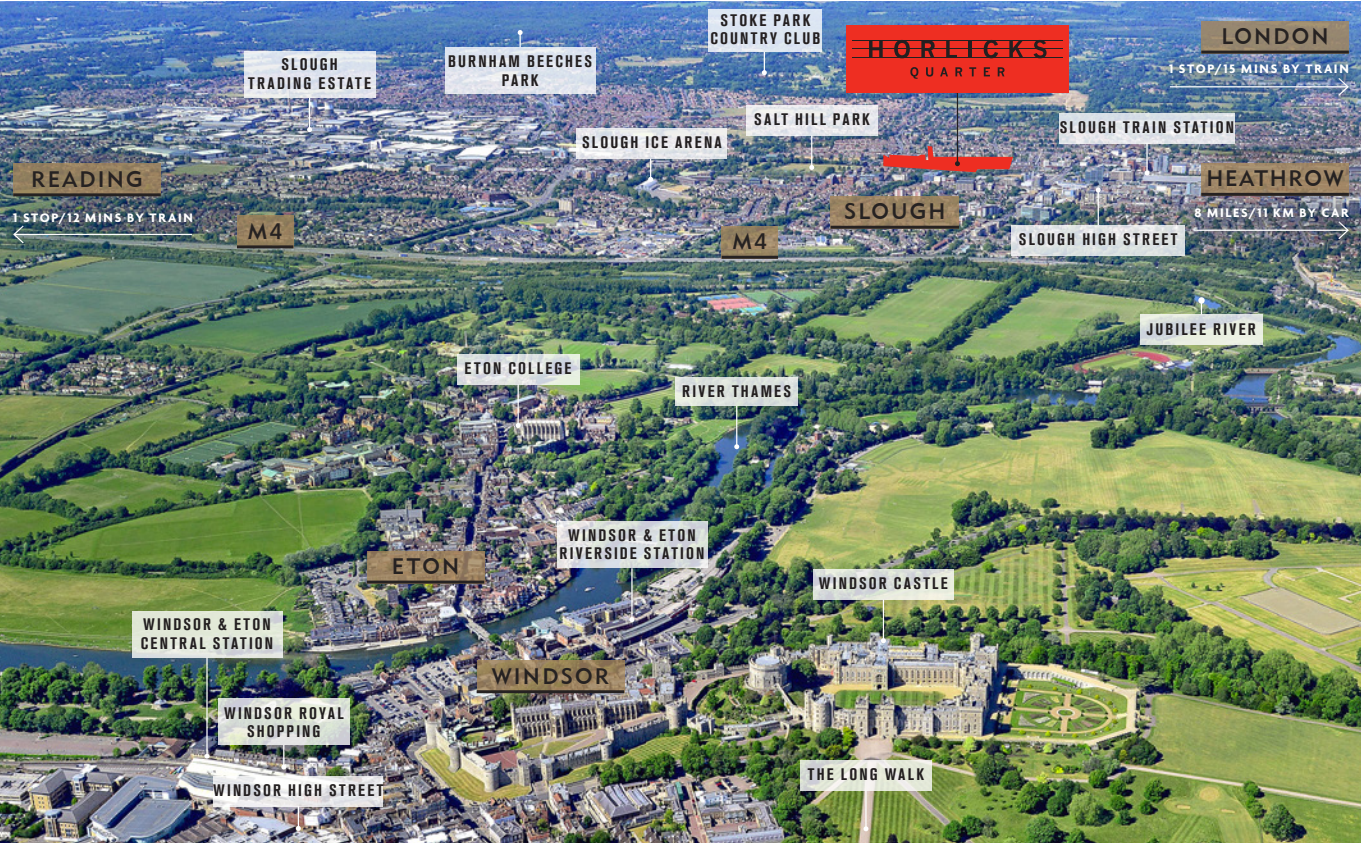 STOKE PARK
COUNTRY CLUB
HORLICKS
QUARTER
LONDON
1 STOP/15 MINS BY TRAIN
SLOUGH
TRADING ESTATE
BURNHAM BEECHES
PARK
SALT HILL PARK
SLOUGH TRAIN STATION
SLOUGH ICE ARENA
READING
1 STOP/12 MINS BY TRAIN
HEATHROW
8 MILES/11 KM BY CAR
SLOUGH
M4
M4
SLOUGH HIGH STREET
JUBILEE RIVER
ETON COLLEGE
RIVER THAMES
WINDSOR & ETON
RIVERSIDE STATION
ETON
WINDSOR CASTLE
WINDSOR & ETON
CENTRAL STATION
WINDSOR
WINDSOR ROYAL
SHOPPING
THE LONG WALK
WINDSOR HIGH STREET